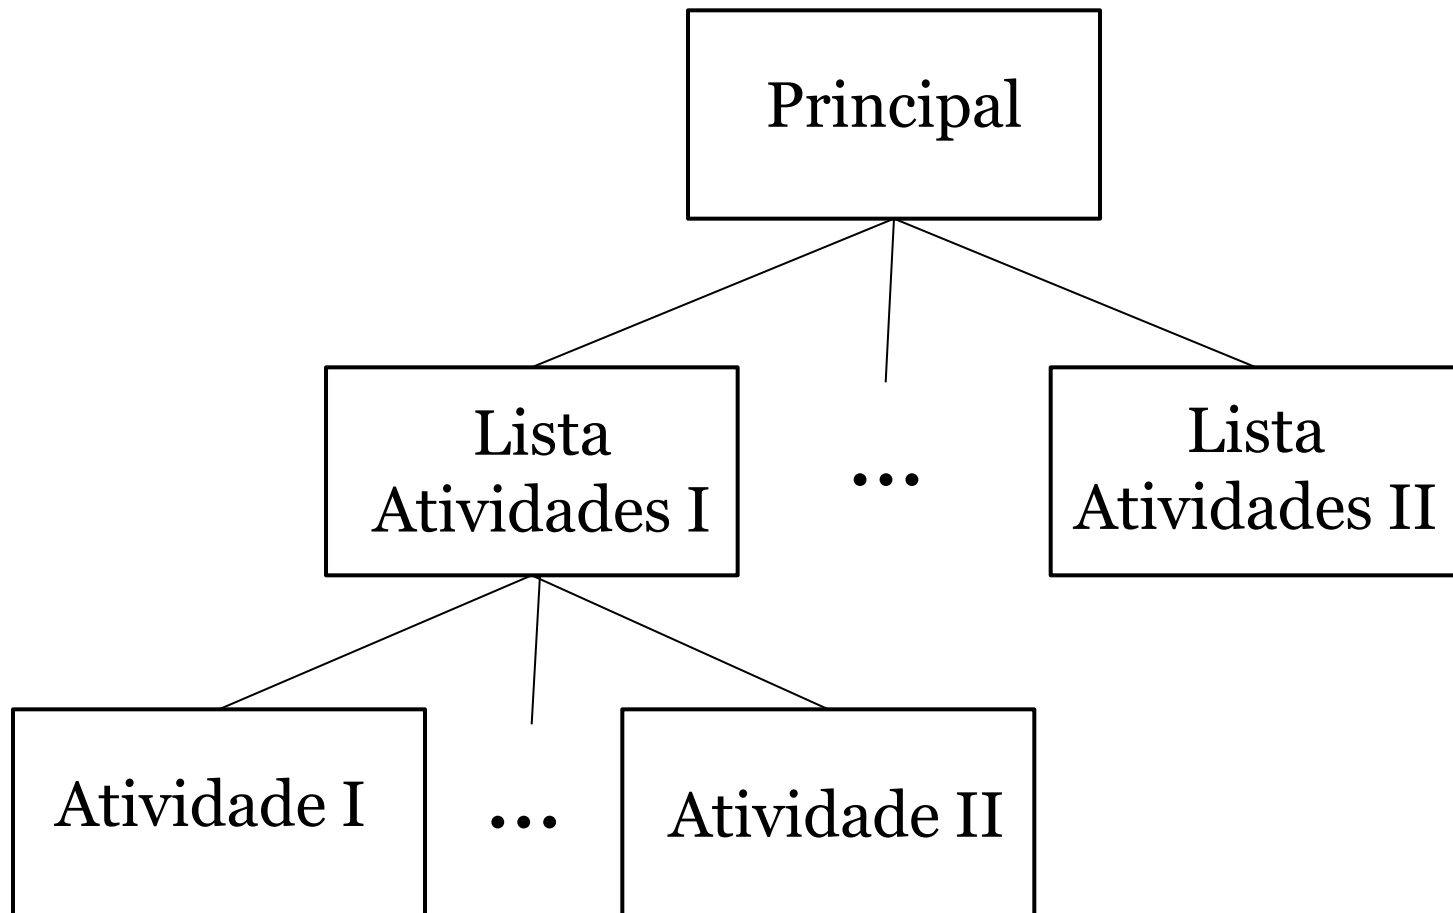 Principal
Lista
Atividades I
...
Lista
Atividades II
Atividade I
...
Atividade II